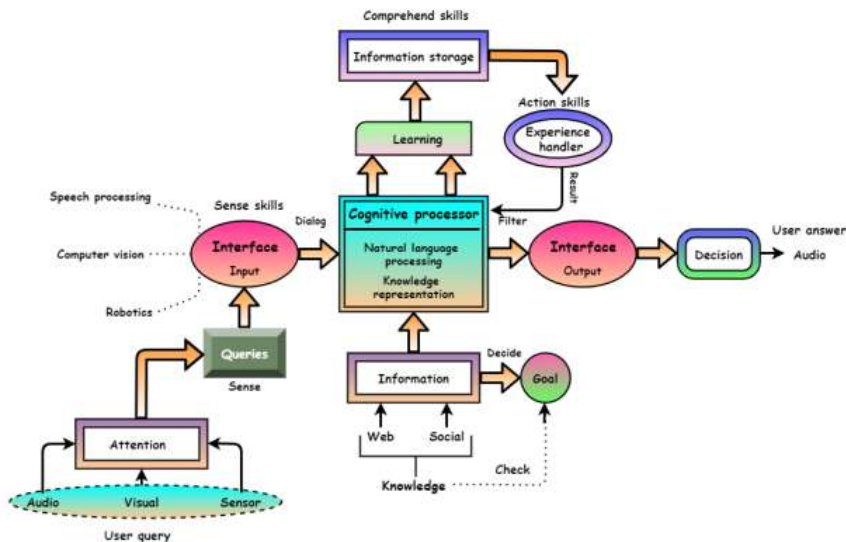 Comprehend skills
Information storage
Action skills
Experience
handler
Learning
Result
Filter
Speech processing
Sense skills
Dialog
Computer vision
Interface
Input
Robotics
Cognitive processor
Natural language
processing
Knowledge
representation
Interface
Output
Decision
User answer
Audio
Queries
Sense
Information
Decide
Goal
Attention
Web
Social
Check
Knowledge
Audio
Visual
Sensor
User query